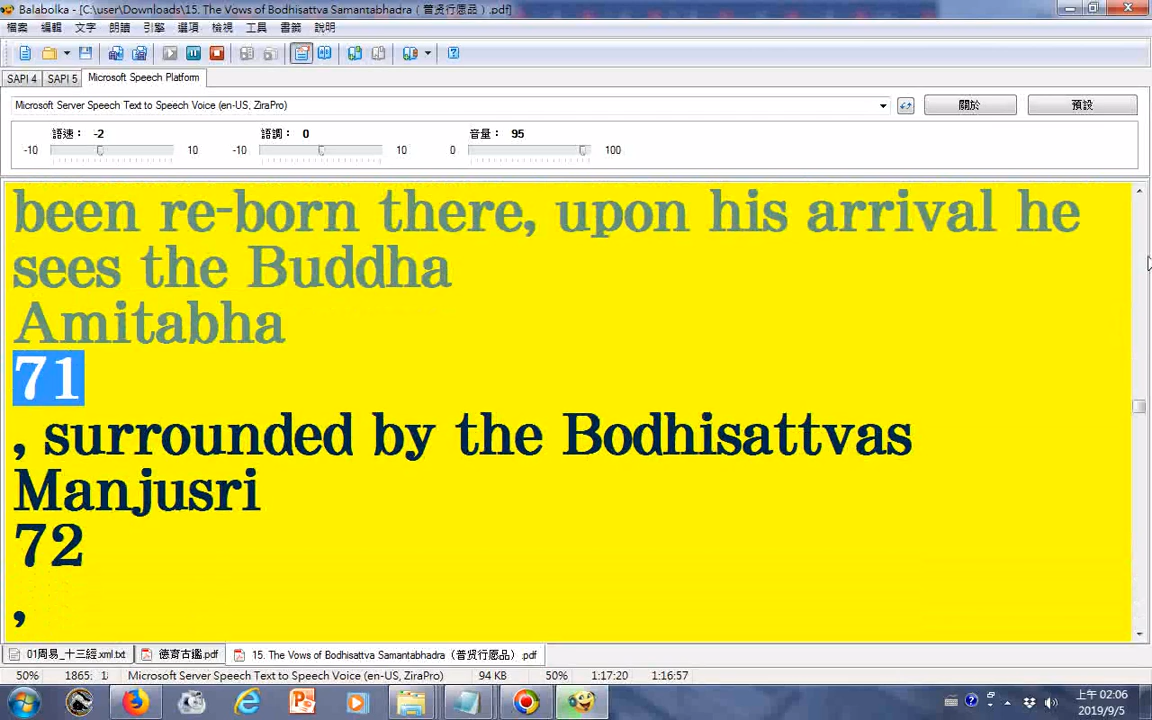 Balabolka - [C:\user\Downloads\15. The Vows of Bodhisattva Samantabhadra（普贤行愿品）.pdf]
檔案 編輯 文字 朗讀 引擎 選項 檢視 工具 書籤 說明
SAPI 4 SAPI 5 Microsoft Speech Platform
Microsoft Server Speech Text to Speech Voice (en-US, ZiraPro) 關於 預設
語速： -2 語調： 0 音量： 95
-10 10 -10 10 0 100
been re-born there, upon his arrival he
sees the Buddha
Amitabha
71
, surrounded by the Bodhisattvas
Manjusri
72
,
01周易_十三經.xml.txt 德育古鑑.pdf 15. The Vows of Bodhisattva Samantabhadra（普贤行愿品）.pdf
50% 1865: Microsoft Server Speech Text to Speech Voice (en-US, ZiraPro) 94 KB 50% 1:17:20 1:16:57
上午 02:06
2019/9/5